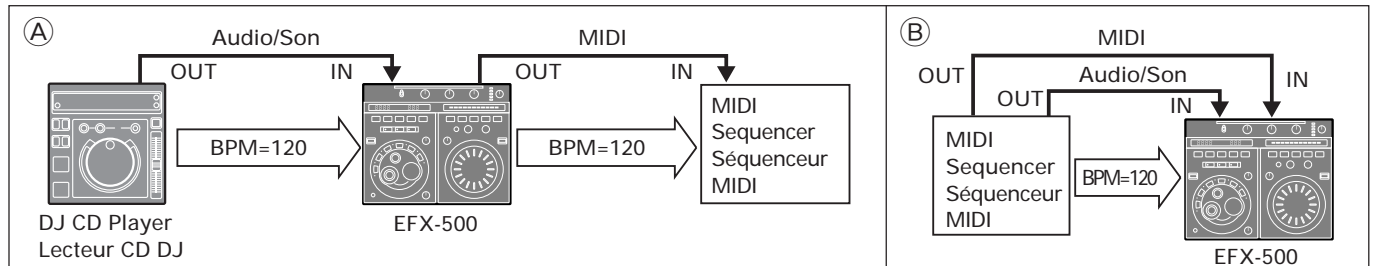 Ⓐ
Audio/Son
OUT
IN
MIDI
OUT
IN
BPM=120
BPM=120
MIDI
Sequencer
Séquenceur
MIDI
DJ CD Player
Lecteur CD DJ
EFX-500
Ⓑ
MIDI
OUT
IN
Audio/Son
OUT
IN
MIDI
Sequencer
Séquenceur
MIDI
BPM=120
EFX-500